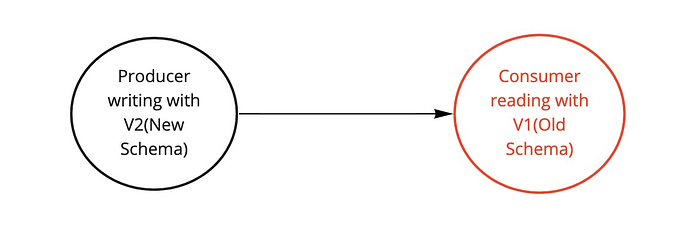 Producer
writing with
V2(New
Schema)
Consumer
reading with
V1(Old
Schema)